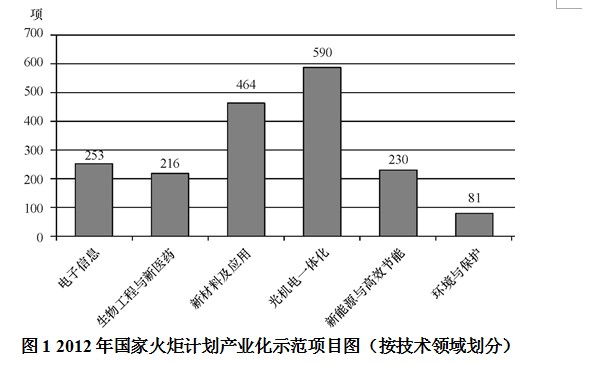 项
700
600
500
400
300
200
100
0
253
216
464
590
230
81
电子信息
生物工程与新医药
新材料及应用
光机电一体化
新能源与高效节能
环境与保护
图 1 2012 年国家火炬计划产业化示范项目图（按技术领域划分）